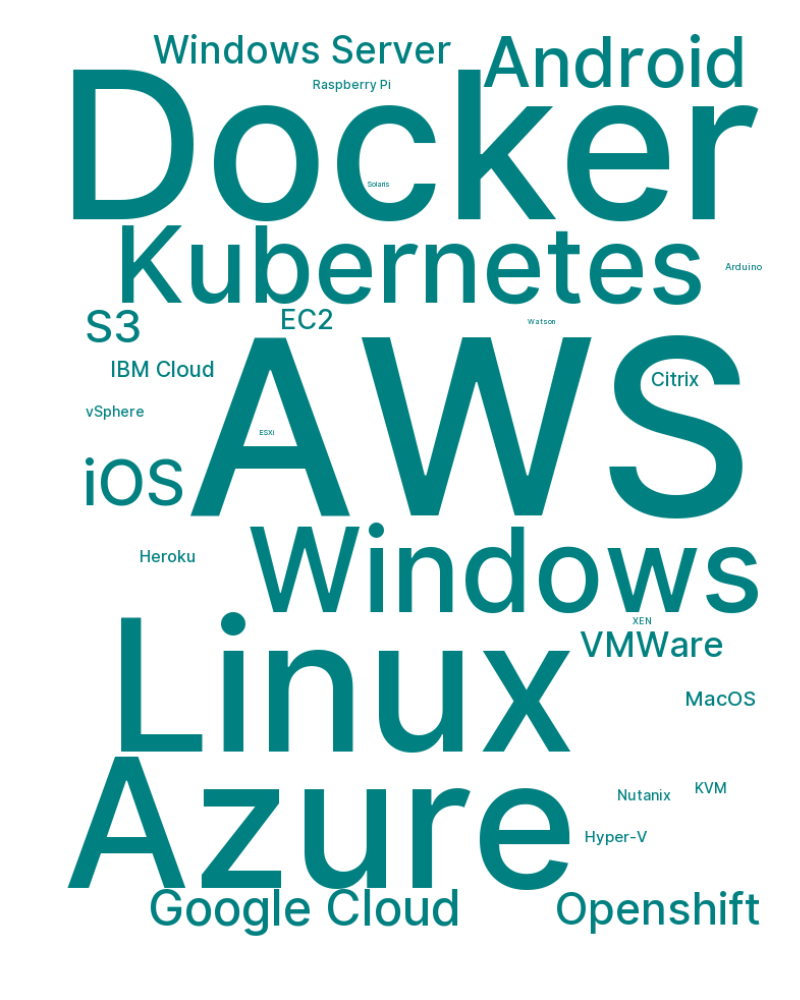 Windows Server
Android
Raspberry Pi
Docker
Solaris
Kubernetes
Arduino
S3
EC2
Watson
IBM Cloud
AWS
Citrix
vSphere
ESXi
iOS
Windows
Heroku
XEN
Linux
VMWare
MacOS
Azure
Nutanix
KVM
Hyper-V
Google Cloud
Openshift